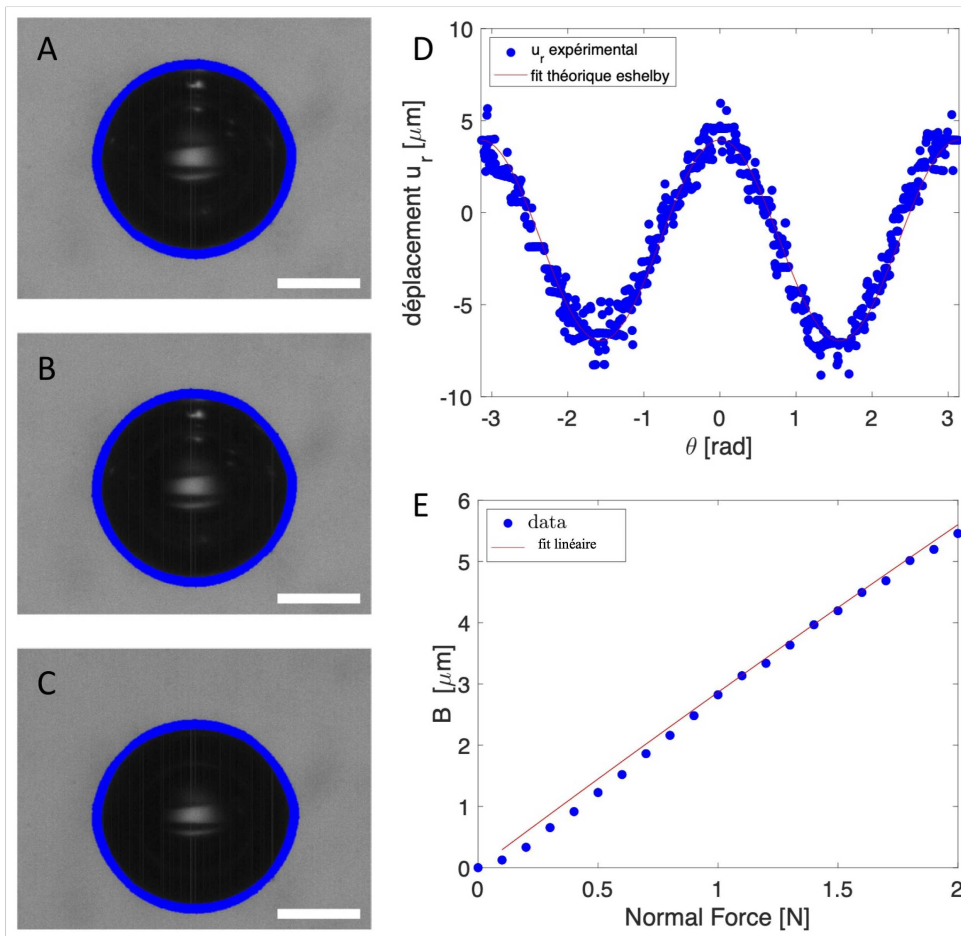 A
B
C
D
10
5
0
-5
-10
déplacement u_r [μm]
u_r expérimental
fit théorique eshelby
-3
-2
-1
0
1
2
3
θ [rad]
E
6
5
4
3
2
1
0
B [μm]
data
fit linéaire
0
0.5
1
1.5
2
Normal Force [N]